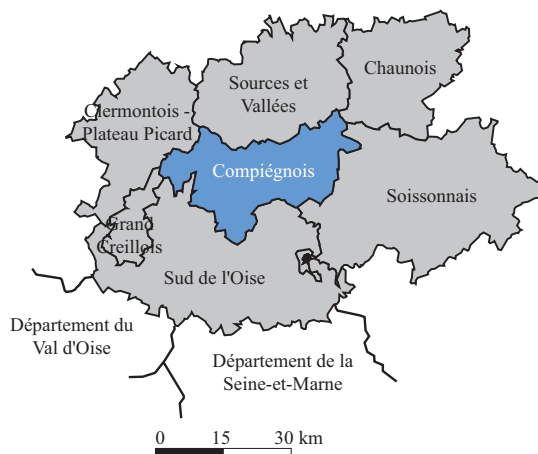 Chaunois
Sources et
Vallées
Clermontois -
Plateau Picard
Compiégnois
Soissonnais
Grand
Creillois
Sud de l'Oise
Département du
Val d'Oise
Département de la
Seine-et-Marne
0 15 30 km